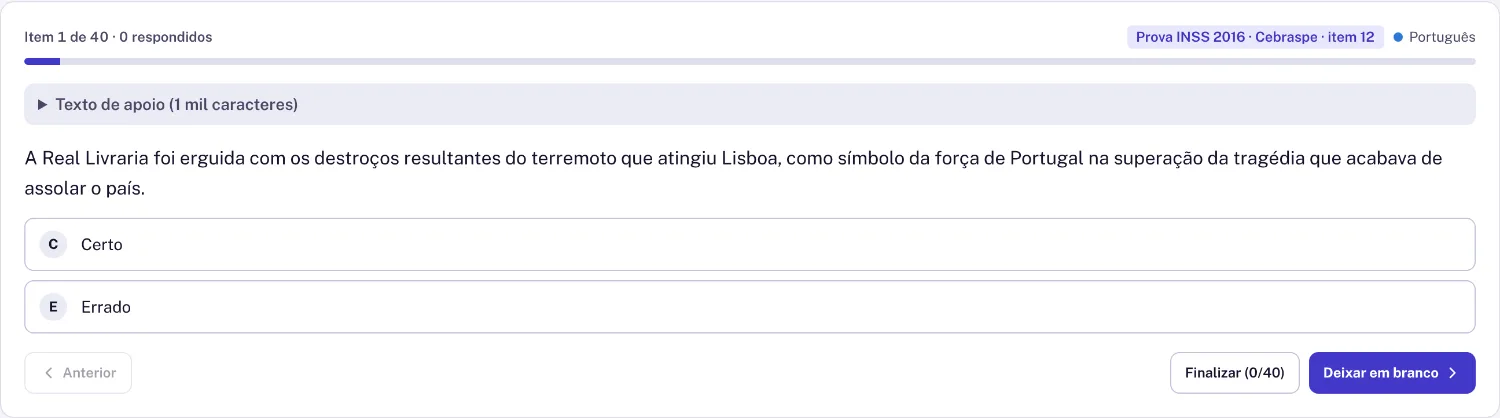 Item 1 de 40 · 0 respondidos
Prova INSS 2016 · Cebraspe · item 12
Português
Texto de apoio (1 mil caracteres)
A Real Livraria foi erguida com os destroços resultantes do terremoto que atingiu Lisboa, como símbolo da força de Portugal na superação da tragédia que acabava de
assolar o país.
C Certo
E Errado
Anterior
Finalizar (0/40)
Deixar em branco